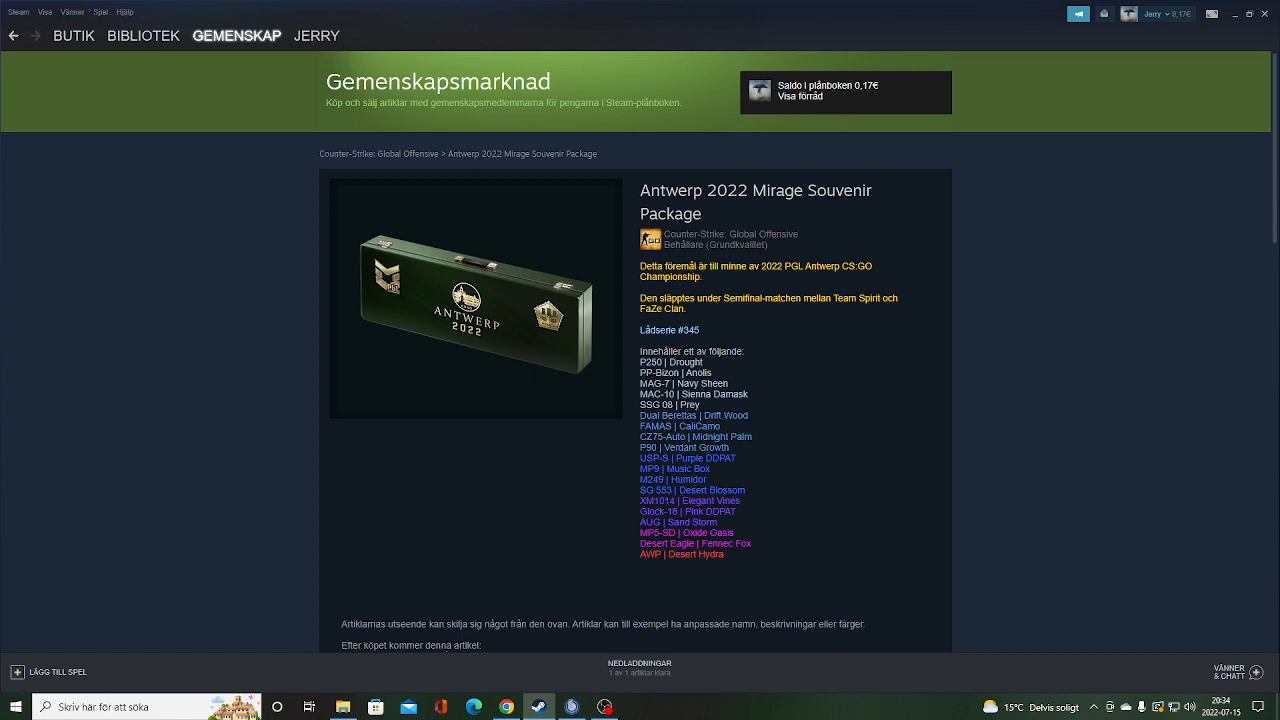 Steam Visa Vänner Spel Hjälp
Jerry 0,17€
BUTIK BIBLIOTEK GEMENSKAP JERRY
Gemenskapsmarknad
Köp och sälj artiklar med gemenskapsmedlemmarna för pengarna i Steam-plånboken.
Saldo i plånboken 0,17€
Visa förråd
Counter-Strike: Global Offensive > Antwerp 2022 Mirage Souvenir Package
ANTWERP
2022
Antwerp 2022 Mirage Souvenir
Package
GO
Counter-Strike: Global Offensive
Behållare (Grundkvalitet)
Detta föremål är till minne av 2022 PGL Antwerp CS:GO
Championship.
Den släpptes under Semifinal-matchen mellan Team Spirit och
FaZe Clan.
Lådserie #345
Innehåller ett av följande:
P250 | Drought
PP-Bizon | Anolis
MAG-7 | Navy Sheen
MAC-10 | Sienna Damask
SSG 08 | Prey
Dual Berettas | Drift Wood
FAMAS | CaliCamo
CZ75-Auto | Midnight Palm
P90 | Verdant Growth
USP-S | Purple DDPAT
MP9 | Music Box
M249 | Humidor
SG 553 | Desert Blossom
XM1014 | Elegant Vines
Glock-18 | Pink DDPAT
AUG | Sand Storm
MP5-SD | Oxide Oasis
Desert Eagle | Fennec Fox
AWP | Desert Hydra
Artiklarnas utseende kan skilja sig något från den ovan. Artiklar kan till exempel ha anpassade namn, beskrivningar eller färger.
Efter köpet kommer denna artikel:
LÄGG TILL SPEL
NEDLADDNINGAR
1 av 1 artiklar klara
VÄNNER
& CHATT
Skriv här för att söka
15°C Delvis soligt
20:34
2022-07-15